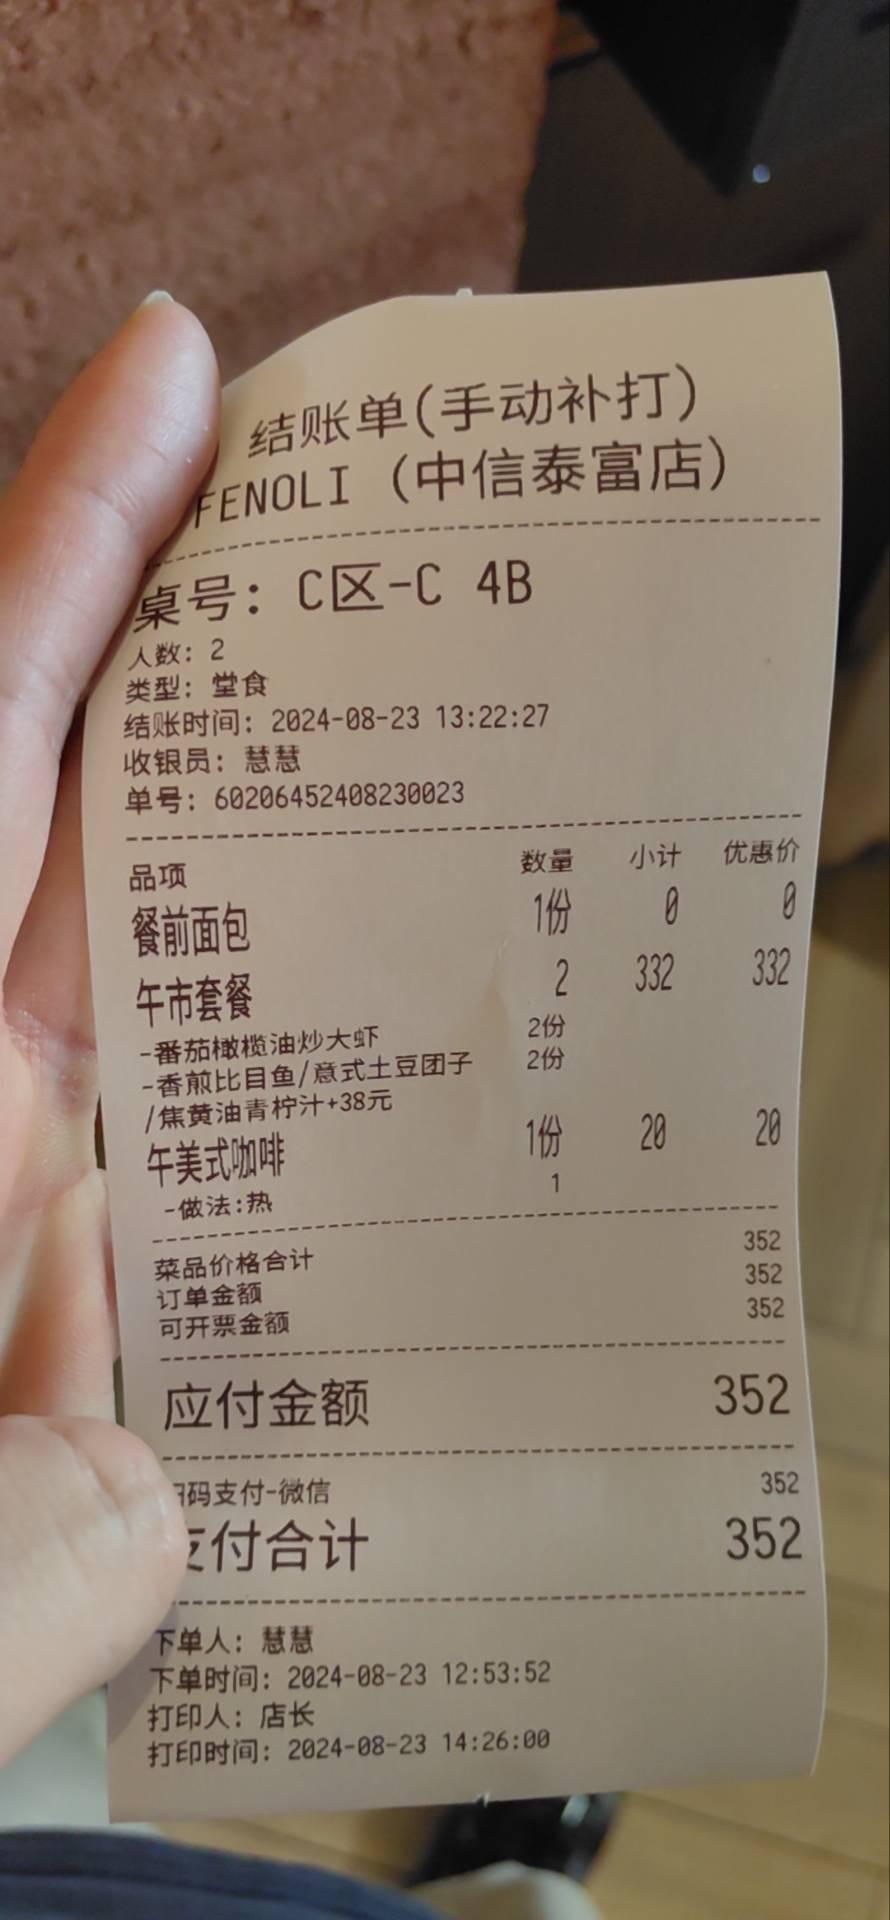 结账单(手动补打)
FENOLI (中信泰富店)
桌号: C区-C 4B
人数: 2
类型: 堂食
结账时间: 2024-08-23 13:22:27
收银员: 慧慧
单号: 60206452408230023
品项 数量 小计 优惠价
餐前面包 1份 0 0
午市套餐 2 332 332
-番茄橄榄油炒大虾 2份
-香煎比目鱼/意式土豆团子 2份
/焦黄油青柠汁+38元
午美式咖啡 1份 20 20
-做法:热 1
菜品价格合计 352
订单金额 352
可开票金额 352
应付金额 352
码支付-微信 352
付合计 352
下单人: 慧慧
下单时间: 2024-08-23 12:53:52
打印人: 店长
打印时间: 2024-08-23 14:26:00